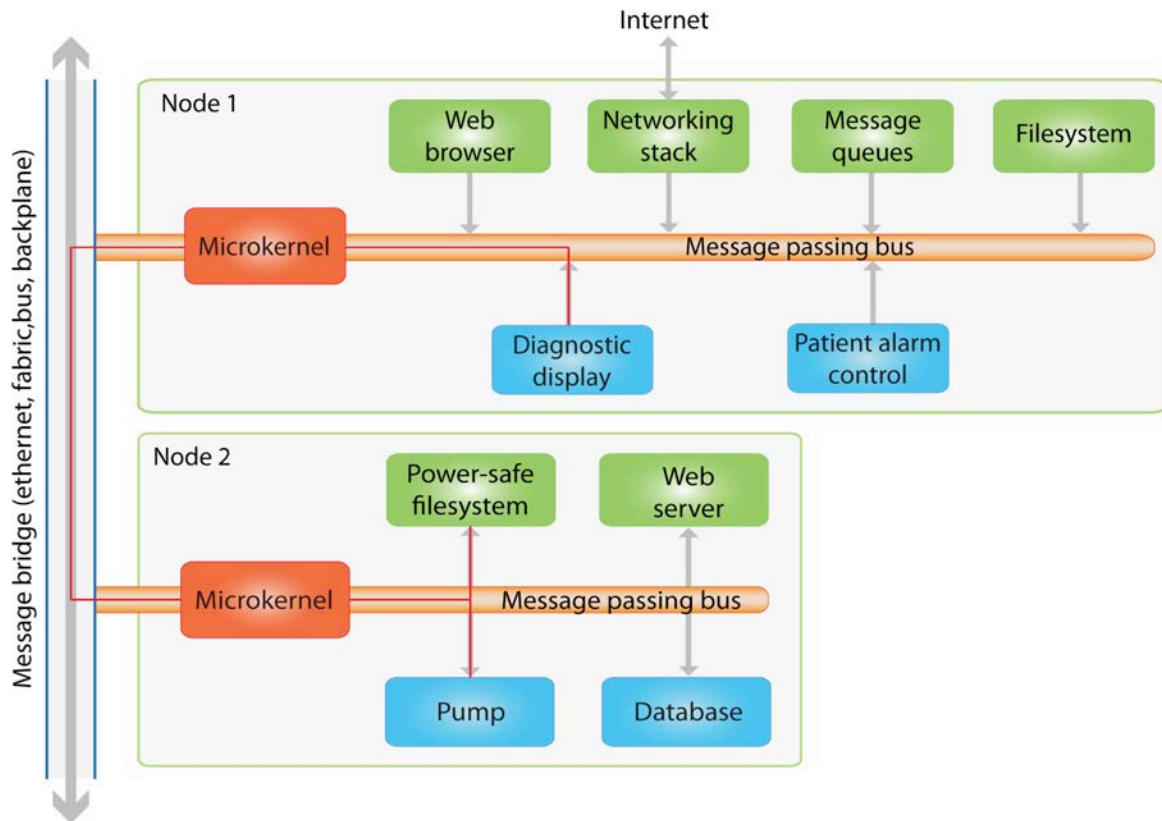 Internet
Message bridge (ethernet, fabric,bus, backplane)
Node 1
Web
browser
Networking
stack
Message
queues
Filesystem
Microkernel
Message passing bus
Diagnostic
display
Patient alarm
control
Node 2
Power-safe
filesystem
Web
server
Microkernel
Message passing bus
Pump
Database